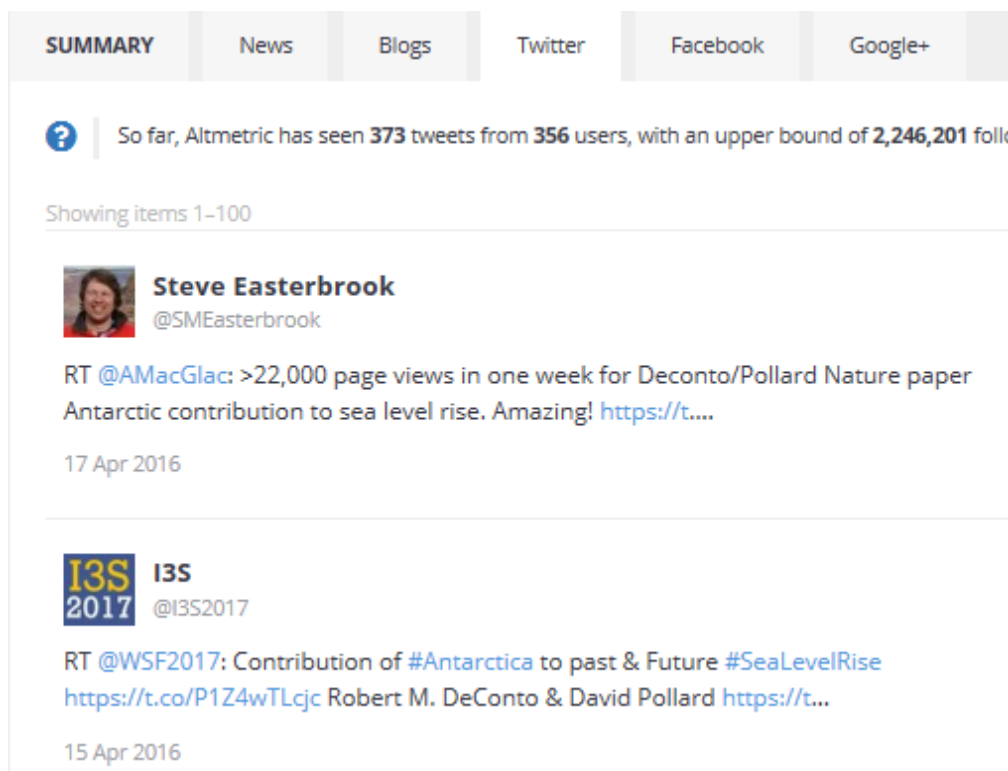 SUMMARY News Blogs Twitter Facebook Google+
? So far, Altmetric has seen 373 tweets from 356 users, with an upper bound of 2,246,201 follo
Showing items 1–100
Steve Easterbrook
@SMEasterbrook
RT @AMacGlac: >22,000 page views in one week for Deconto/Pollard Nature paper
Antarctic contribution to sea level rise. Amazing! https://t....
17 Apr 2016
I3S
2017
I3S
@I3S2017
RT @WSF2017: Contribution of #Antarctica to past & Future #SeaLevelRise
https://t.co/P1Z4wTLcjc Robert M. DeConto & David Pollard https://t...
15 Apr 2016